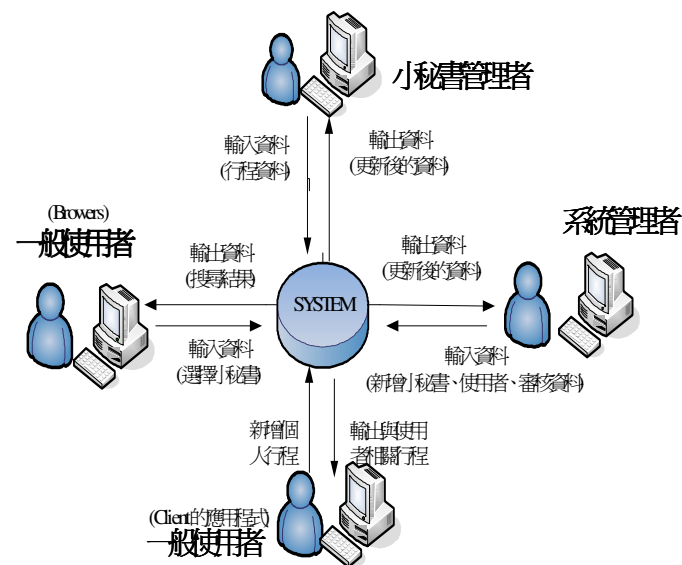 小秘書管理者
輸入資料
(行程資料)
輸出資料
(更新後的資料)
(Browers)
一般使用者
系統管理者
輸出資料
(搜尋結果)
輸出資料
(更新後的資料)
SYSTEM
輸入資料
(選擇小秘書)
輸入資料
(新增小秘書、使用者、審核資料)
新增個
人行程
輸出與使用
者相關行程
(Client的應用程式)
一般使用者